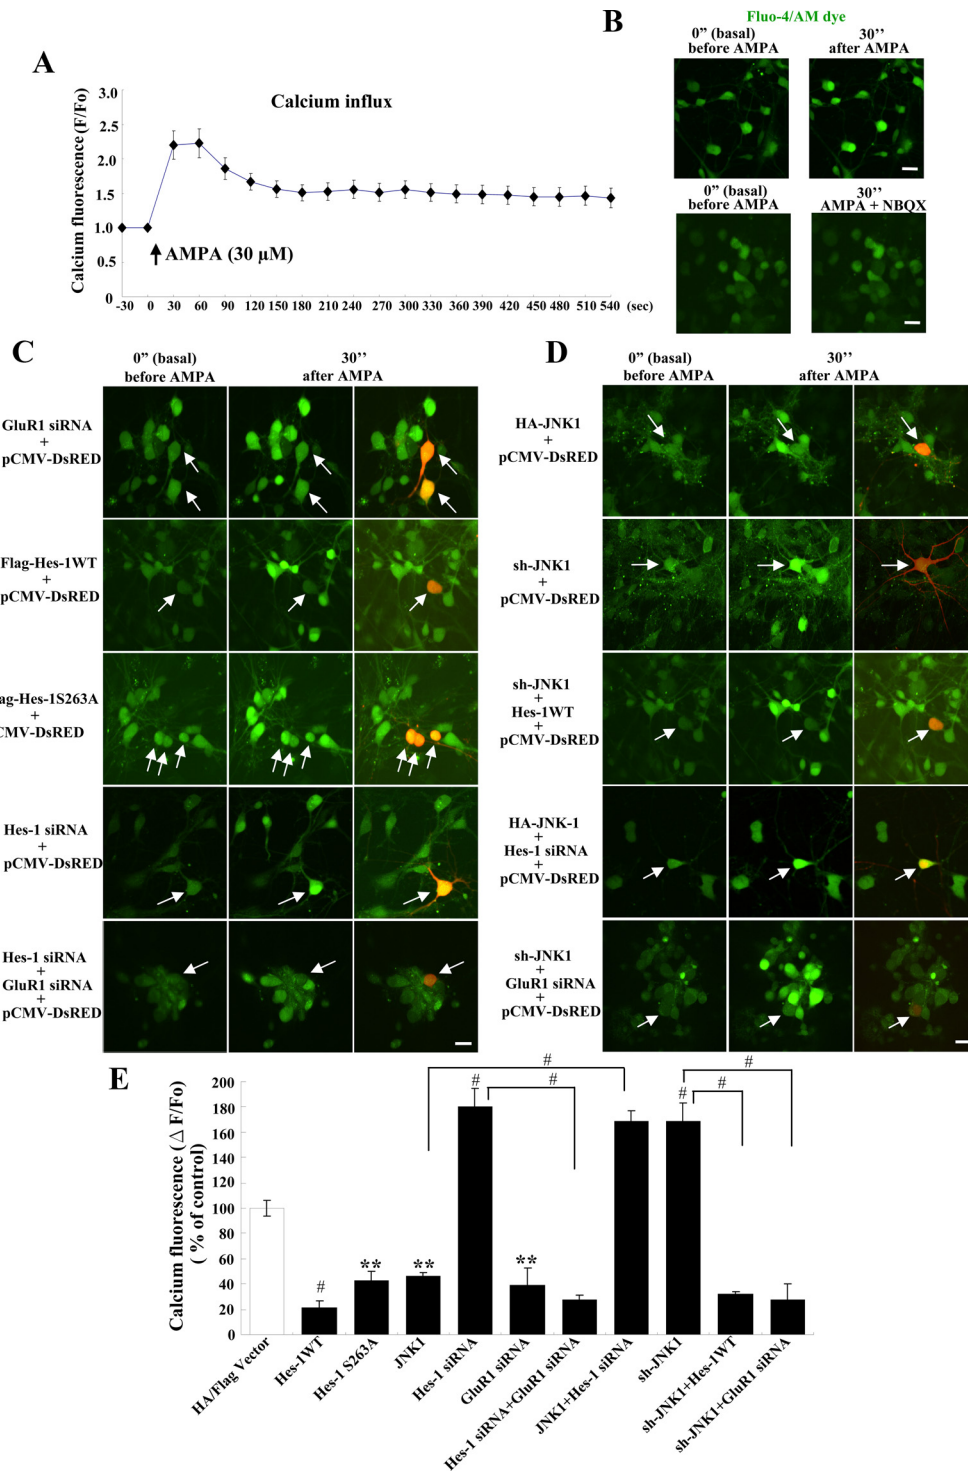 A
Calcium influx
Calcium fluorescence (F/Fo)
3.0
2.5
2.0
1.5
1.0
0.5
0
AMPA (30 µM)
-30 0 30 60 90 120 150 180 210 240 270 300 330 360 390 420 450 480 510 540 (sec)
B
Fluo-4/AM dye
0” (basal)
before AMPA
30’’
after AMPA
0” (basal)
before AMPA
30’’
AMPA + NBQX
C
0” (basal)
before AMPA
30’’
after AMPA
GluR1 siRNA
+
pCMV-DsRED
Flag-Hes-1WT
+
pCMV-DsRED
ag-Hes-1S263A
+
CMV-DsRED
Hes-1 siRNA
+
pCMV-DsRED
Hes-1 siRNA
+
GluR1 siRNA
+
pCMV-DsRED
D
0” (basal)
before AMPA
30’’
after AMPA
HA-JNK1
+
pCMV-DsRED
sh-JNK1
+
pCMV-DsRED
sh-JNK1
+
Hes-1WT
+
pCMV-DsRED
HA-JNK-1
+
Hes-1 siRNA
+
pCMV-DsRED
sh-JNK1
+
GluR1 siRNA
+
pCMV-DsRED
E
Calcium fluorescence (△ F/Fo)
( % of control)
200
180
160
140
120
100
80
60
40
20
0
#
**
**
#
#
**
#
#
#
#
HA/Flag Vector
Hes-1WT
Hes-1 S263A
JNK1
Hes-1 siRNA
GluR1 siRNA
Hes-1 siRNA+GluR1 siRNA
JNK1+Hes-1 siRNA
sh-JNK1
sh-JNK1+Hes-1WT
sh-JNK1+GluR1 siRNA